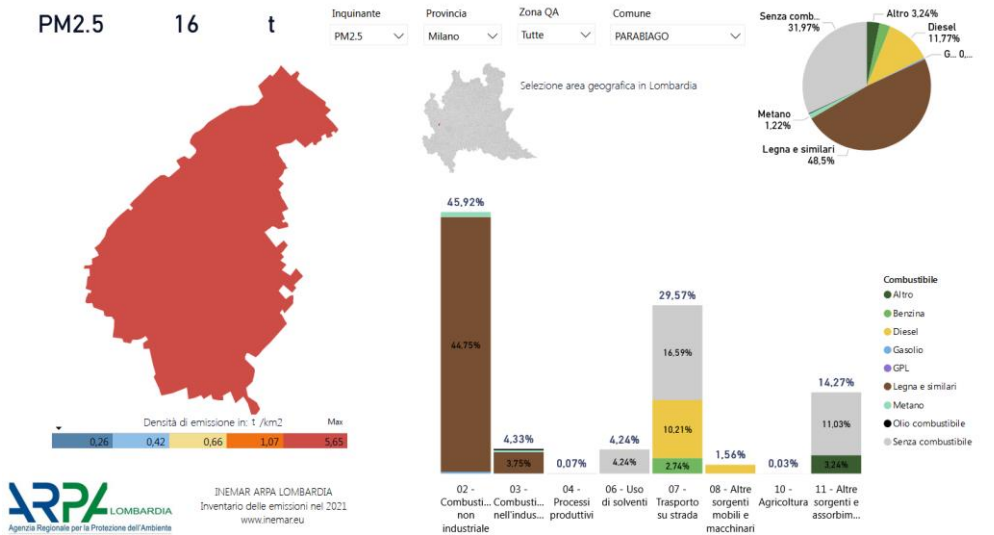 PM2.5 16 t
Inquinante
PM2.5
Provincia
Milano
Zona QA
Tutte
Comune
PARABIAGO
Selezione area geografica in Lombardia
Senza comb...
31,97%
Altro 3,24%
Diesel
11,77%
G... 0,...
Metano
1,22%
Legna e similari
48,5%
Densità di emissione in: t /km2 Max
0,26 0,42 0,66 1,07 5,65
45,92%
44,75%
4,33%
3,75%
0,07%
4,24%
4,24%
29,57%
16,59%
10,21%
2,74%
1,56%
0,03%
14,27%
11,03%
3,24%
02 -
Combusti...
non
industriale
03 -
Combusti...
nell'indus...
04 -
Processi
produttivi
06 - Uso
di solventi
07 -
Trasporto
su strada
08 - Altre
sorgenti
mobili e
macchinari
10 -
Agricoltura
11 - Altre
sorgenti e
assorbim...
Combustibile
Altro
Benzina
Diesel
Gasolio
GPL
Legna e similari
Metano
Olio combustibile
Senza combustibile
ARPA LOMBARDIA
Agenzia Regionale per la Protezione dell'Ambiente
INEMAR ARPA LOMBARDIA
Inventario delle emissioni nel 2021
www.inemar.eu